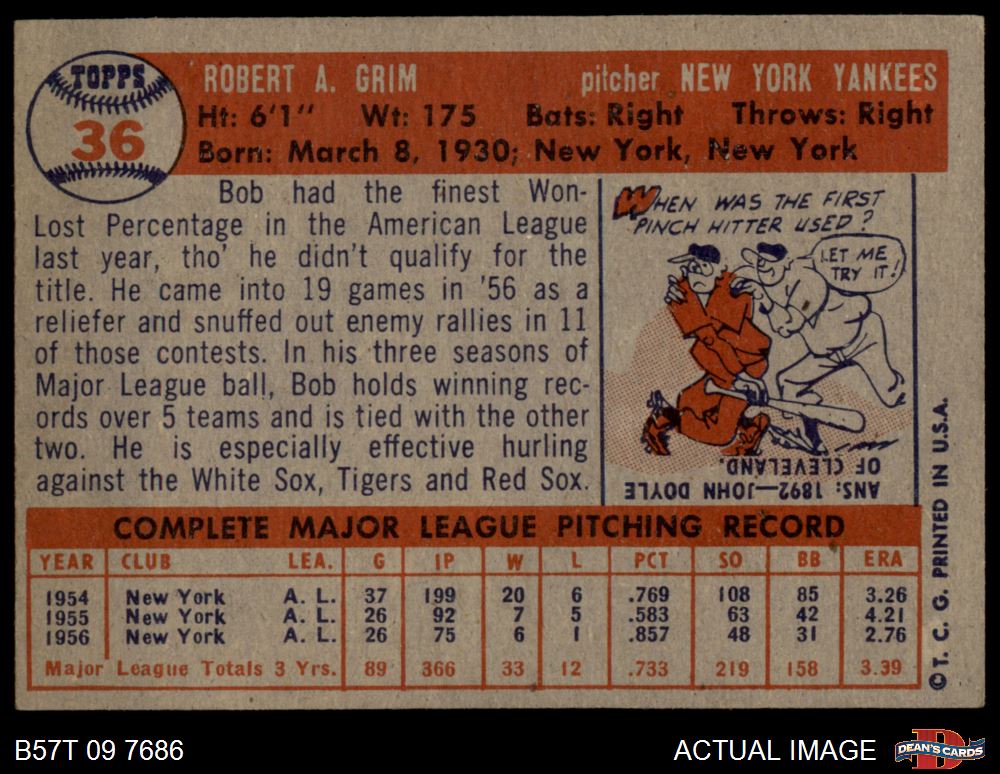 TOPPS
36
ROBERT A. GRIM pitcher NEW YORK YANKEES
Ht: 6'1" Wt: 175 Bats: Right Throws: Right
Born: March 8, 1930; New York, New York
Bob had the finest Won-
Lost Percentage in the American League
last year, tho' he didn't qualify for the
title. He came into 19 games in '56 as a
reliefer and snuffed out enemy rallies in 11
of those contests. In his three seasons of
Major League ball, Bob holds winning rec-
ords over 5 teams and is tied with the other
two. He is especially effective hurling
against the White Sox, Tigers and Red Sox.
WHEN WAS THE FIRST
PINCH HITTER USED?
LET ME
TRY IT!
ANS: 1892—JOHN DOYLE
OF CLEVELAND.
COMPLETE MAJOR LEAGUE PITCHING RECORD
YEAR CLUB LEA. G IP W L PCT SO BB ERA
1954 New York A. L. 37 199 20 6 .769 108 85 3.26
1955 New York A. L. 26 92 7 5 .583 63 42 4.21
1956 New York A. L. 26 75 6 1 .857 48 31 2.76
Major League Totals 3 Yrs. 89 366 33 12 .733 219 158 3.39
© T. C. G. PRINTED IN U.S.A.
B57T 09 7686 ACTUAL IMAGE
DEAN'S CARDS